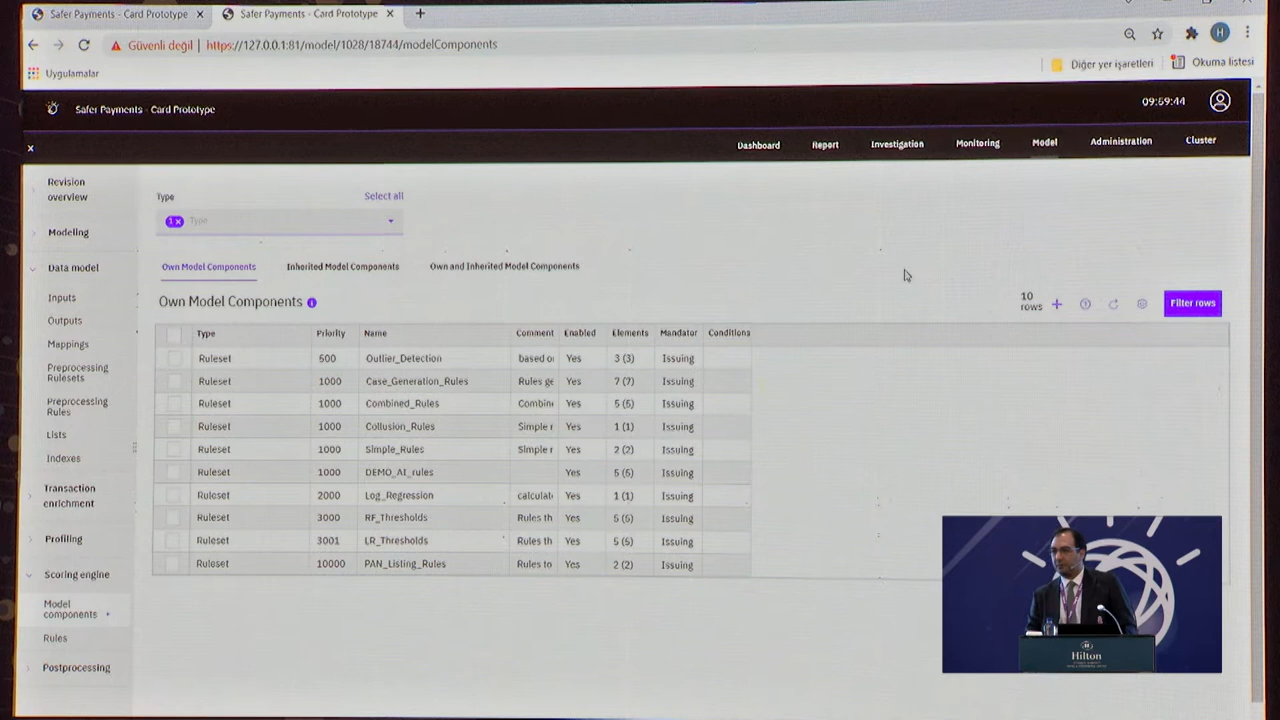 Safer Payments - Card Prototype
Safer Payments - Card Prototype
Güvenli değil | https://127.0.0.1:81/model/1028/18744/modelComponents
H
Uygulamalar
Diğer yer işaretleri
Okuma listesi
Safer Payments - Card Prototype
09:59:44
x
Dashboard
Report
Investigation
Monitoring
Model
Administration
Cluster
Revision
overview
Modeling
Data model
Inputs
Outputs
Mappings
Preprocessing
Rulesets
Preprocessing
Rules
Lists
Indexes
Transaction
enrichment
Profiling
Scoring engine
Model
components
Rules
Postprocessing
Type
Select all
1 x Type
Own Model Components
Inherited Model Components
Own and Inherited Model Components
Own Model Components
10
rows
Filter rows
Type Priority Name Comment Enabled Elements Mandator Conditions
Ruleset 500 Outlier_Detection based o Yes 3 (3) Issuing
Ruleset 1000 Case_Generation_Rules Rules ge Yes 7 (7) Issuing
Ruleset 1000 Combined_Rules Combin Yes 5 (5) Issuing
Ruleset 1000 Collusion_Rules Simple r Yes 1 (1) Issuing
Ruleset 1000 Simple_Rules Simple r Yes 2 (2) Issuing
Ruleset 1000 DEMO_AI_rules Yes 5 (5) Issuing
Ruleset 2000 Log_Regression calculat Yes 1 (1) Issuing
Ruleset 3000 RF_Thresholds Rules th Yes 5 (5) Issuing
Ruleset 3001 LR_Thresholds Rules th Yes 5 (5) Issuing
Ruleset 10000 PAN_Listing_Rules Rules to Yes 2 (2) Issuing
Hilton